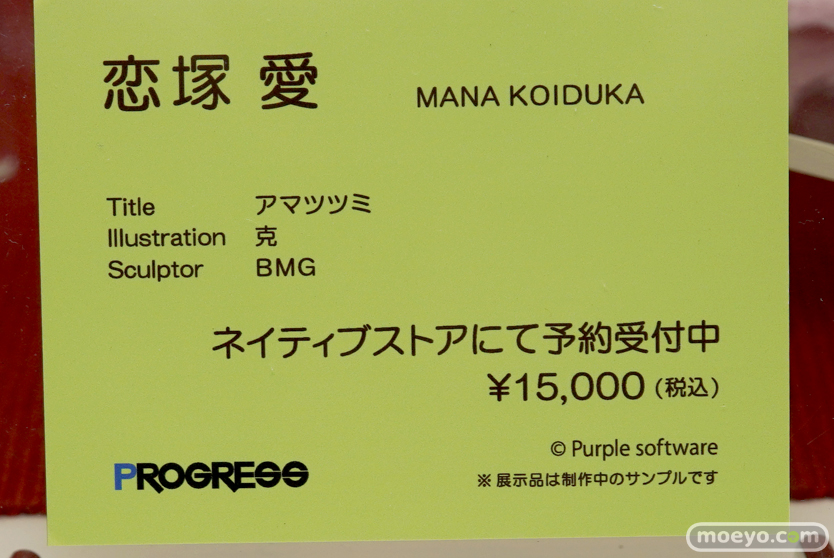 恋塚 愛 MANA KOIDUKA
Title アマツツミ
Illustration 克
Sculptor BMG
ネイティブストアにて予約受付中
¥15,000(税込)
© Purple software
PROGRESS ※展示品は制作中のサンプルです
moeyo.com